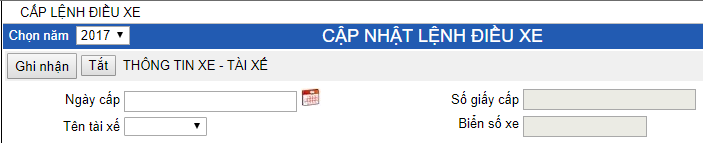 CẤP LỆNH ĐIỀU XE
Chọn năm 2017 CẬP NHẬT LỆNH ĐIỀU XE
Ghi nhận Tắt THÔNG TIN XE - TÀI XẾ
Ngày cấp Số giấy cấp
Tên tài xế Biển số xe